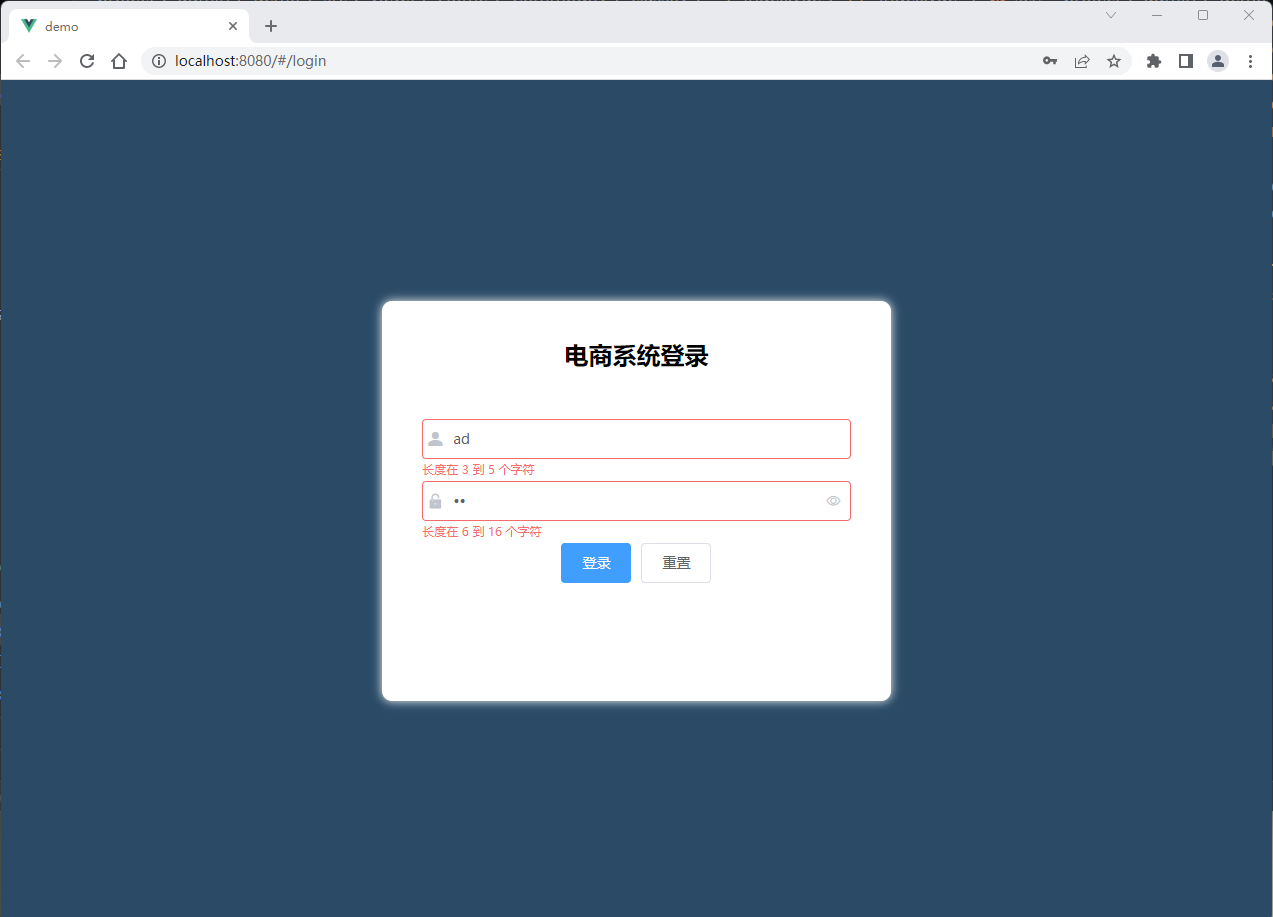 demo
localhost:8080/#/login
电商系统登录
ad
长度在 3 到 5 个字符
••
长度在 6 到 16 个字符
登录 重置